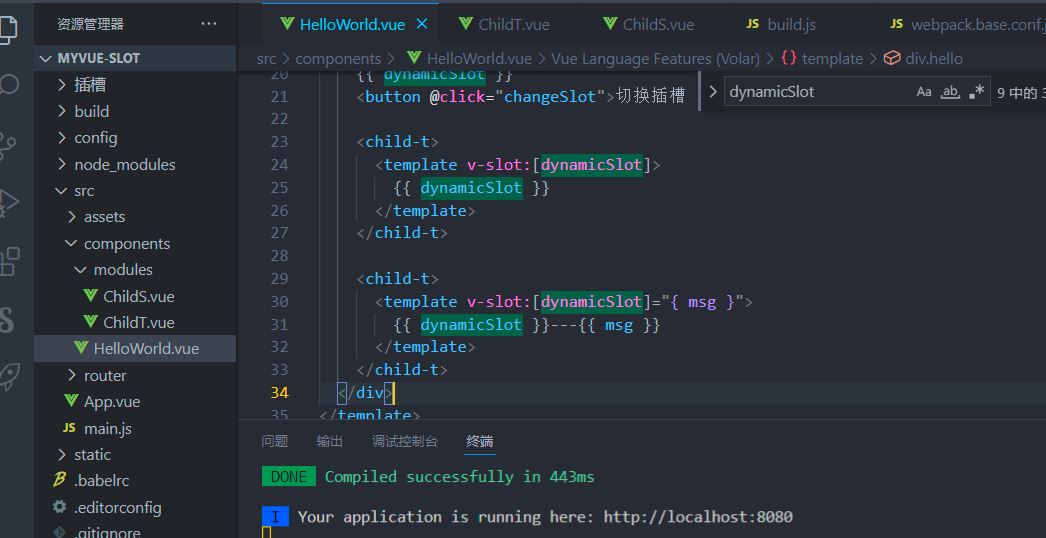 资源管理器 ···
HelloWorld.vue ×
ChildT.vue
ChildS.vue
JS build.js
JS webpack.base.conf.j
MYVUE-SLOT
插槽
build
config
node_modules
src
assets
components
modules
ChildS.vue
ChildT.vue
HelloWorld.vue
router
App.vue
JS main.js
static
.babelrc
.editorconfig
.gitignore
src > components > HelloWorld.vue > Vue Language Features (Volar) > {} template > div.hello
dynamicSlot Aa ab .* 9 中的
20 {{ dynamicSlot }}
21 <button @click="changeSlot">切换插槽
22
23 <child-t>
24 <template v-slot:[dynamicSlot]>
25 {{ dynamicSlot }}
26 </template>
27 </child-t>
28
29 <child-t>
30 <template v-slot:[dynamicSlot]="{ msg }">
31 {{ dynamicSlot }}---{{ msg }}
32 </template>
33 </child-t>
34 </div>
35 </template>
问题 输出 调试控制台 终端
DONE Compiled successfully in 443ms
I Your application is running here: http://localhost:8080